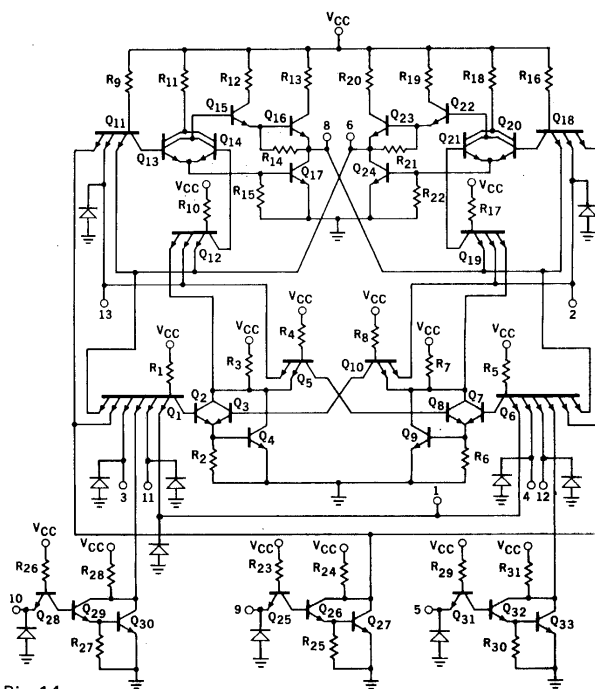 VCC
R9 R11 R12 R13 R20 R19 R18 R16
Q11 Q15 Q16 8 6 Q23 Q22 Q18
Q13 Q14 R14 R21 Q21 Q20
Q17 Q24
R15 R22
VCC VCC
R10 R17
Q12 Q19
13 2
VCC VCC VCC VCC VCC VCC
R1 R3 R4 R8 R7 R5
Q1 Q2 Q3 Q5 Q10 Q8 Q7 Q6
Q4 Q9
R2 R6
3 11 1 4 12
VCC VCC VCC VCC VCC VCC
R26 R28 R23 R24 R29 R31
10 Q28 Q29 Q30 9 Q25 Q26 Q27 5 Q31 Q32 Q33
R27 R25 R30